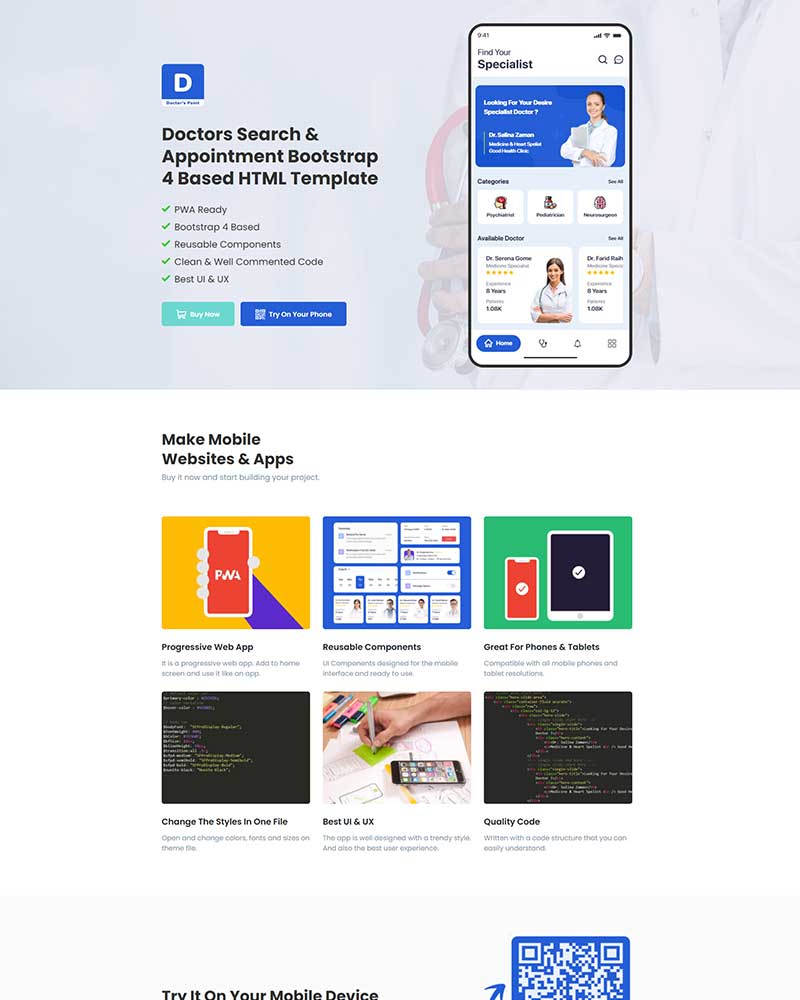 D
Doctor's Point
Doctors Search &
Appointment Bootstrap
4 Based HTML Template
PWA Ready
Bootstrap 4 Based
Reusable Components
Clean & Well Commented Code
Best UI & UX
Buy Now
Try On Your Phone
9:41
Find Your
Specialist
Looking For Your Desire
Specialist Doctor ?
Dr. Salina Zaman
Medicine & Heart Spelist
Good Health Clinic
Categories
See All
Psychiatrist
Pediatrician
Neurosurgeon
Available Doctor
See All
Dr. Serena Gome
Medicine Specialist
Experience
8 Years
Patients
1.08K
Dr. Farid Raih
Medicine Specia
Experience
8 Years
Patients
1.08K
Home
Make Mobile
Websites & Apps
Buy it now and start building your project.
PWA
Progressive Web App
It is a progressive web app. Add to home
screen and use it like an app.
Reusable Components
UI Components designed for the mobile
interface and ready to use.
Great For Phones & Tablets
Compatible with all mobile phones and
tablet resolutions.
Change The Styles In One File
Open and change colors, fonts and sizes on
theme file.
Best UI & UX
The app is well designed with a trendy style.
And also the best user experience.
Quality Code
Written with a code structure that you can
easily understand.
Try It On Your Mobile Device